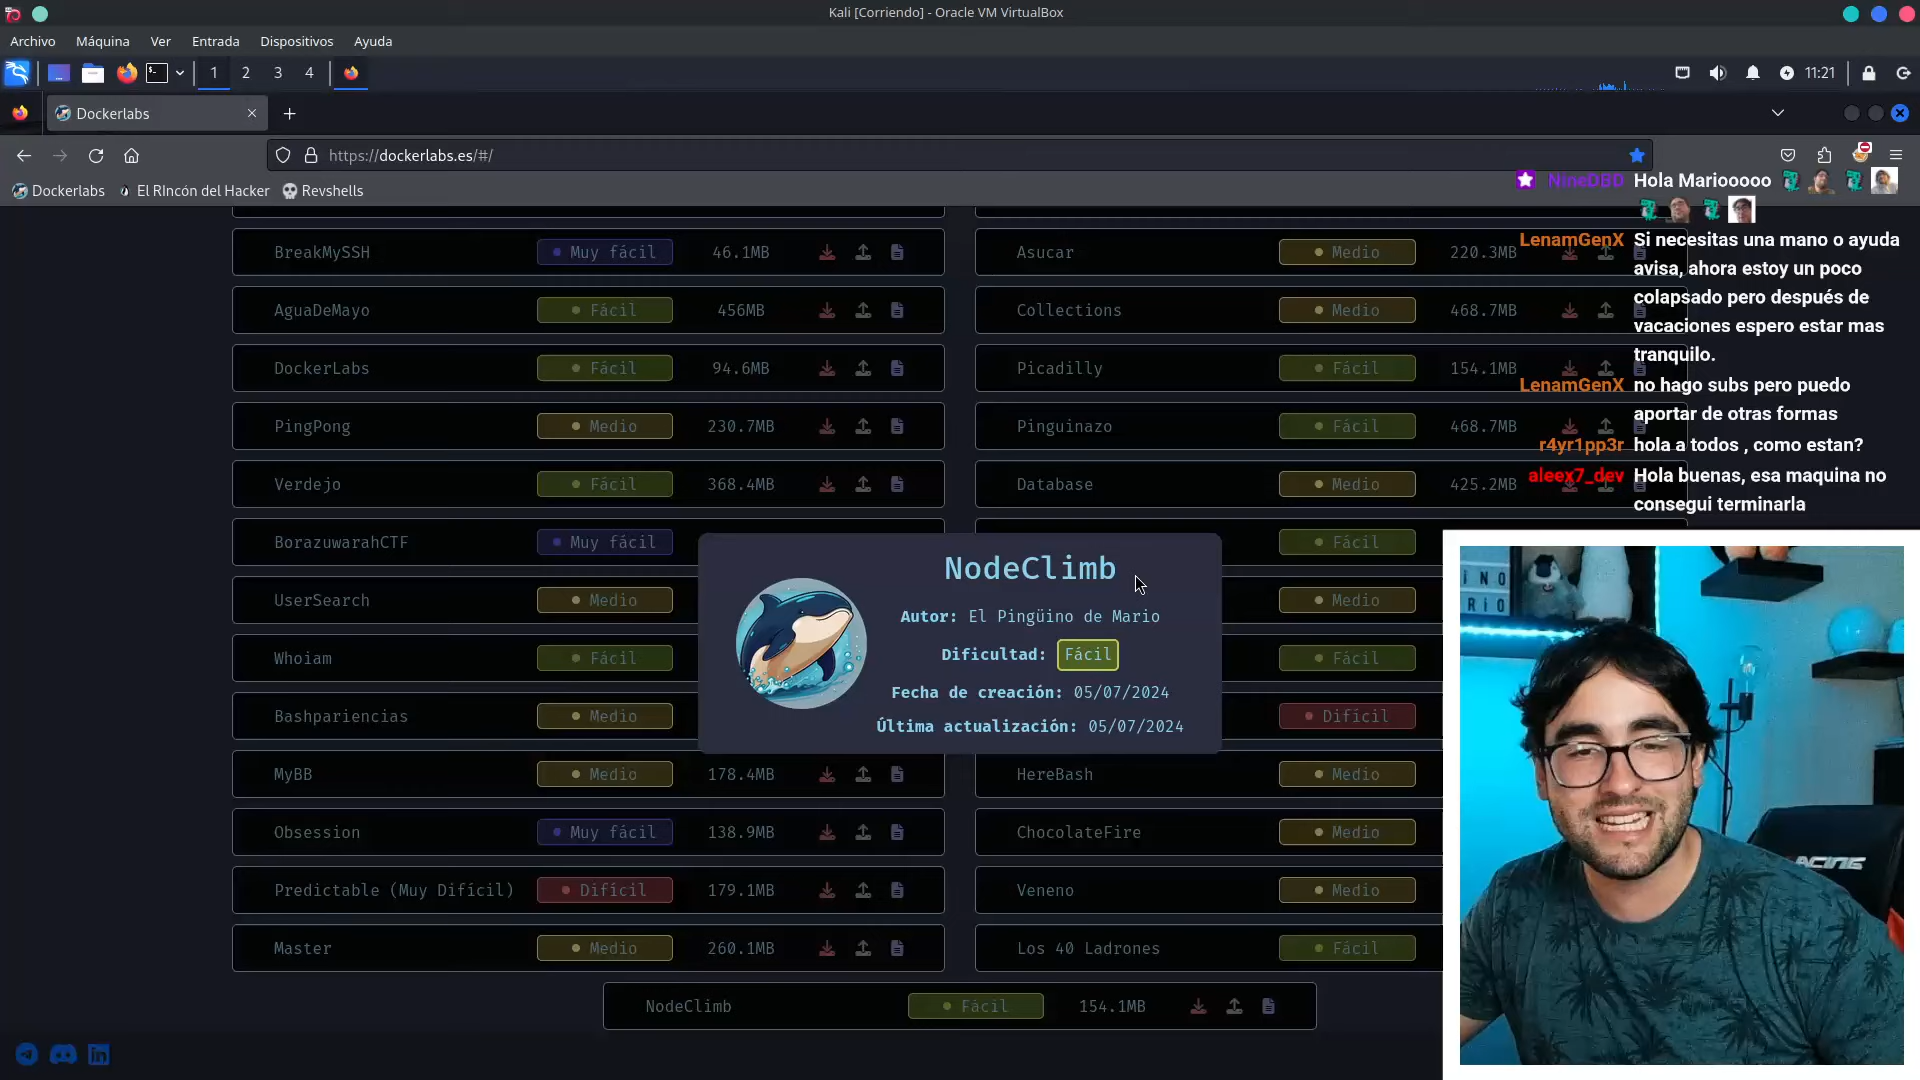 Kali [Corriendo] - Oracle VM VirtualBox
Archivo Máquina Ver Entrada Dispositivos Ayuda
1 2 3 4 11:21
Dockerlabs
https://dockerlabs.es/#/
Dockerlabs El RIncón del Hacker Revshells
NineDBD Hola Mariooooo
LenamGenX Si necesitas una mano o ayuda
avisa, ahora estoy un poco
colapsado pero después de
vacaciones espero estar mas
tranquilo.
LenamGenX no hago subs pero puedo
aportar de otras formas
r4yr1pp3r hola a todos , como estan?
aleex7_dev Hola buenas, esa maquina no
consegui terminarla
BreakMySSH Muy fácil 46.1MB
Asucar Medio 220.3MB
AguaDeMayo Fácil 456MB
Collections Medio 468.7MB
DockerLabs Fácil 94.6MB
Picadilly Fácil 154.1MB
PingPong Medio 230.7MB
Pinguinazo Fácil 468.7MB
Verdejo Fácil 368.4MB
Database Medio 425.2MB
BorazuwarahCTF Muy fácil
Fácil
UserSearch Medio
Medio
Whoiam Fácil
Fácil
Bashpariencias Medio
Difícil
NodeClimb
Autor: El Pingüino de Mario
Dificultad: Fácil
Fecha de creación: 05/07/2024
Última actualización: 05/07/2024
MyBB Medio 178.4MB
HereBash Medio
Obsession Muy fácil 138.9MB
ChocolateFire Medio
Predictable (Muy Difícil) Difícil 179.1MB
Veneno Medio
Master Medio 260.1MB
Los 40 Ladrones Fácil
NodeClimb Fácil 154.1MB
INO
RIO
ACING